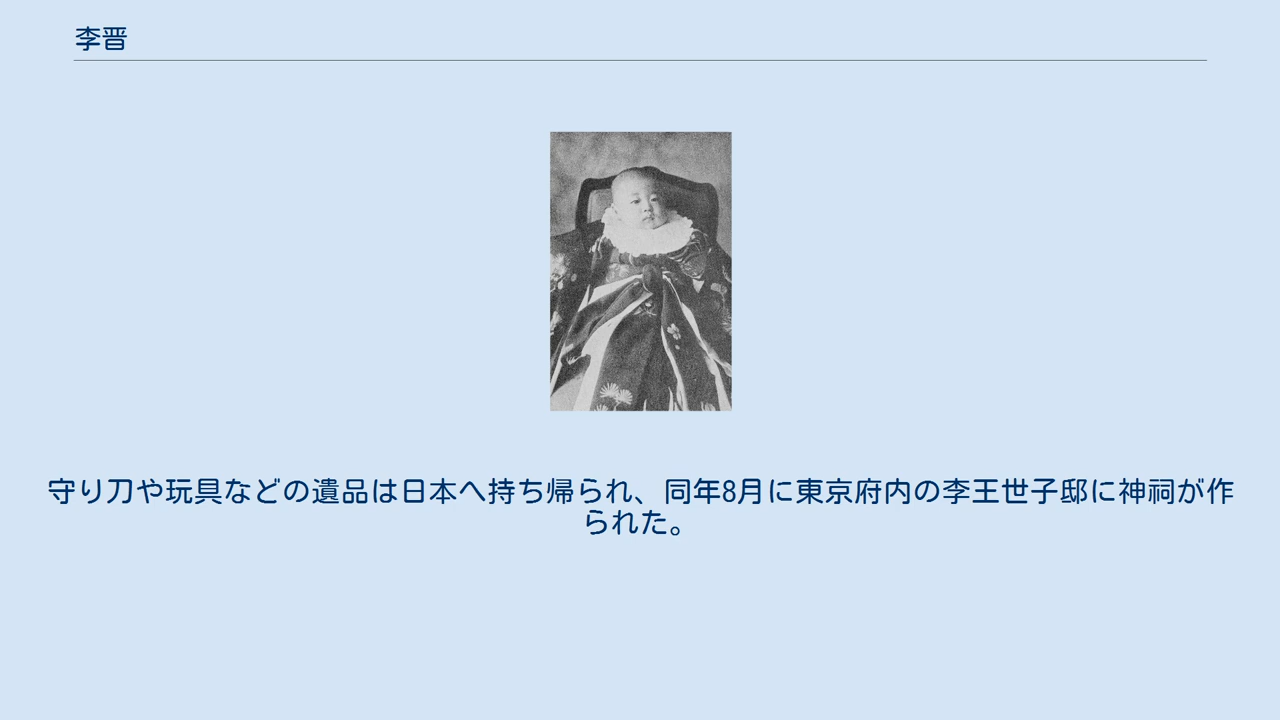 李晋
守り刀や玩具などの遺品は日本へ持ち帰られ、同年8月に東京府内の李王世子邸に神祠が作
られた。